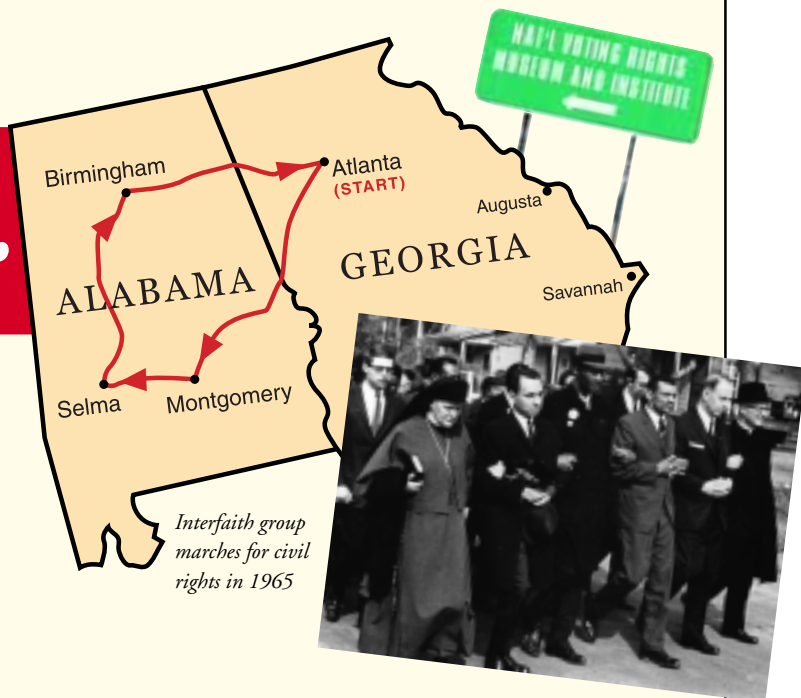 NAT'L VOTING RIGHTS
MUSEUM AND INSTITUTE
Birmingham
Atlanta
(START)
Augusta
GEORGIA
ALABAMA
Savannah
Selma
Montgomery
Interfaith group
marches for civil
rights in 1965